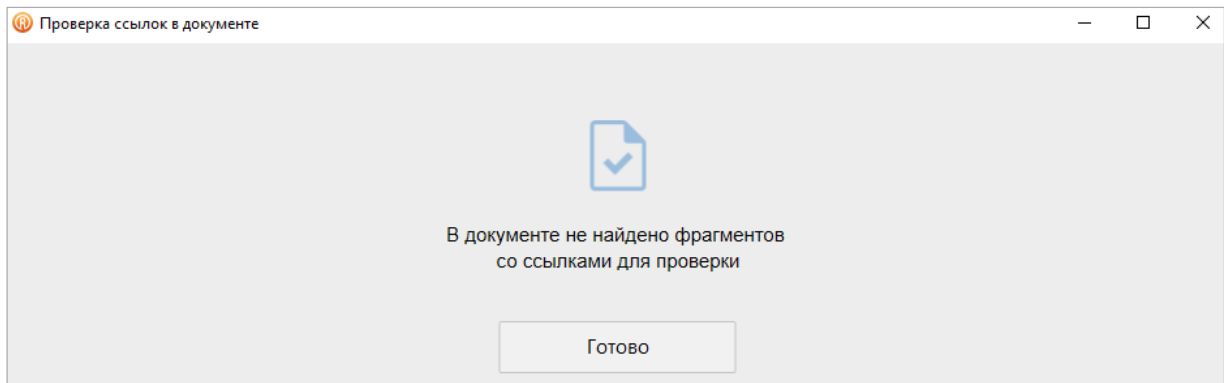 Проверка ссылок в документе
В документе не найдено фрагментов
со ссылками для проверки
Готово